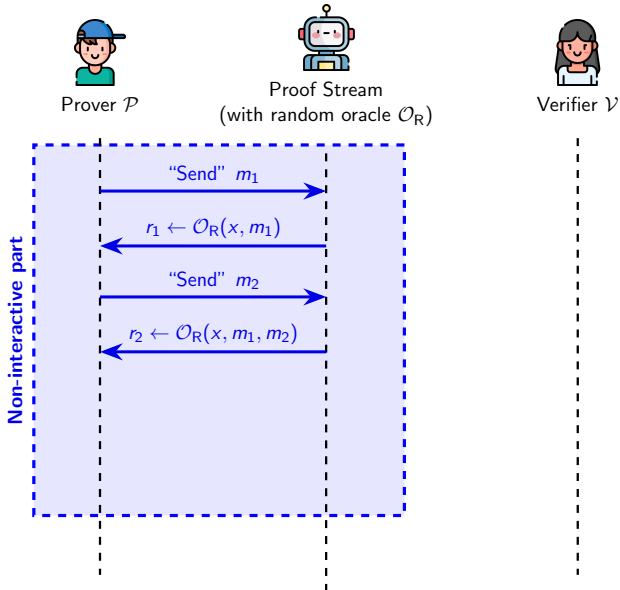 Prover 𝒫
Proof Stream
(with random oracle 𝒪_R)
Verifier 𝒱
Non-interactive part
“Send” m₁
r₁ ← 𝒪_R(x, m₁)
“Send” m₂
r₂ ← 𝒪_R(x, m₁, m₂)